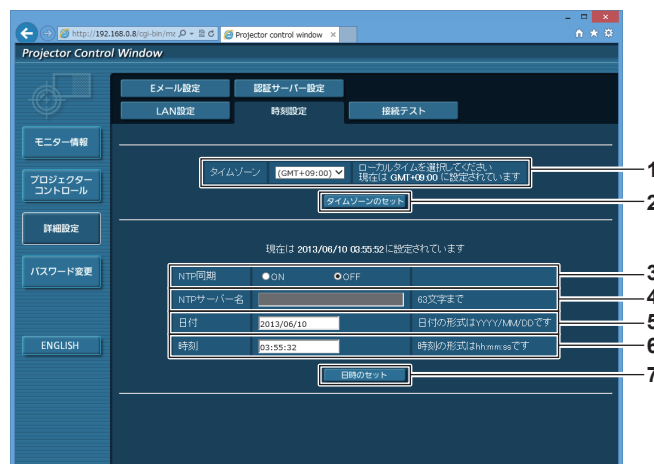 http://192.168.0.8/cgi-bin/mz
Projector control window
Projector Control Window
Eメール設定 認証サーバー設定
LAN設定 時刻設定 接続テスト
モニター情報
プロジェクター
コントロール
詳細設定
パスワード変更
ENGLISH
タイムゾーン (GMT+09:00) ローカルタイムを選択してください
現在は GMT+09:00 に設定されています
1
タイムゾーンのセット 2
現在は 2013/06/10 03:55:52 に設定されています
NTP同期 ON OFF 3
NTPサーバー名 63文字まで 4
日付 2013/06/10 日付の形式はYYYY/MM/DDです 5
時刻 03:55:32 時刻の形式はhh:mm:ssです 6
日時のセット 7